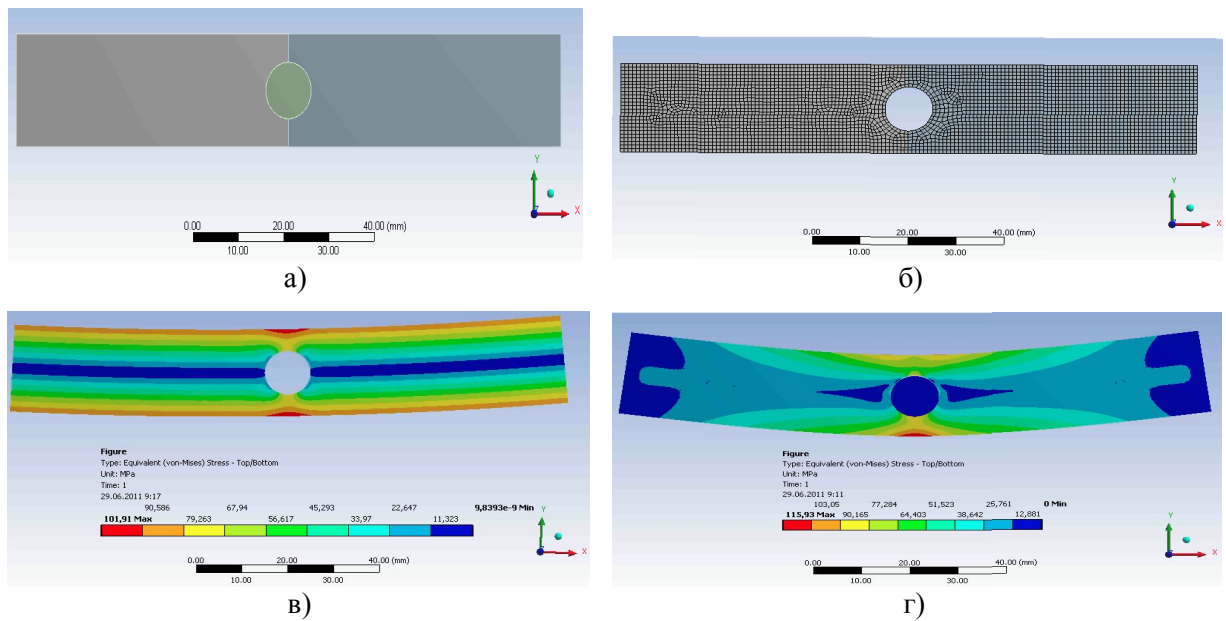 Y
X
0.00 20.00 40.00 (mm)
10.00 30.00
а)
Y
X
0.00 20.00 40.00 (mm)
10.00 30.00
б)
Figure
Type: Equivalent (von-Mises) Stress - Top/Bottom
Unit: MPa
Time: 1
29.06.2011 9:17
90,586 67,94 45,293 22,647 9,8393e-9 Min
101,91 Max 79,263 56,617 33,97 11,323
Y
X
0.00 20.00 40.00 (mm)
10.00 30.00
в)
Figure
Type: Equivalent (von-Mises) Stress - Top/Bottom
Unit: MPa
Time: 1
29.06.2011 9:11
103,05 77,284 51,523 25,761 0 Min
115,93 Max 90,165 64,403 38,642 12,881
Y
X
0.00 20.00 40.00 (mm)
10.00 30.00
г)